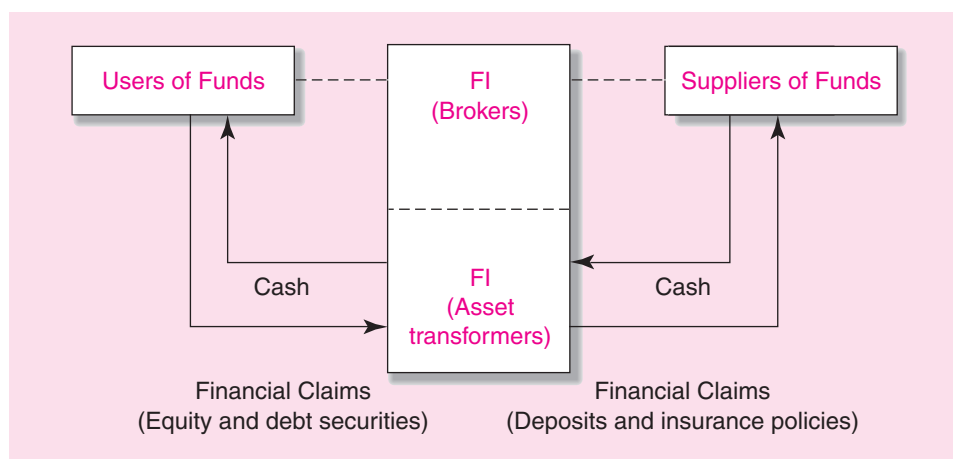 Users of Funds
FI
(Brokers)
Suppliers of Funds
Cash
FI
(Asset
transformers)
Cash
Financial Claims
(Equity and debt securities)
Financial Claims
(Deposits and insurance policies)